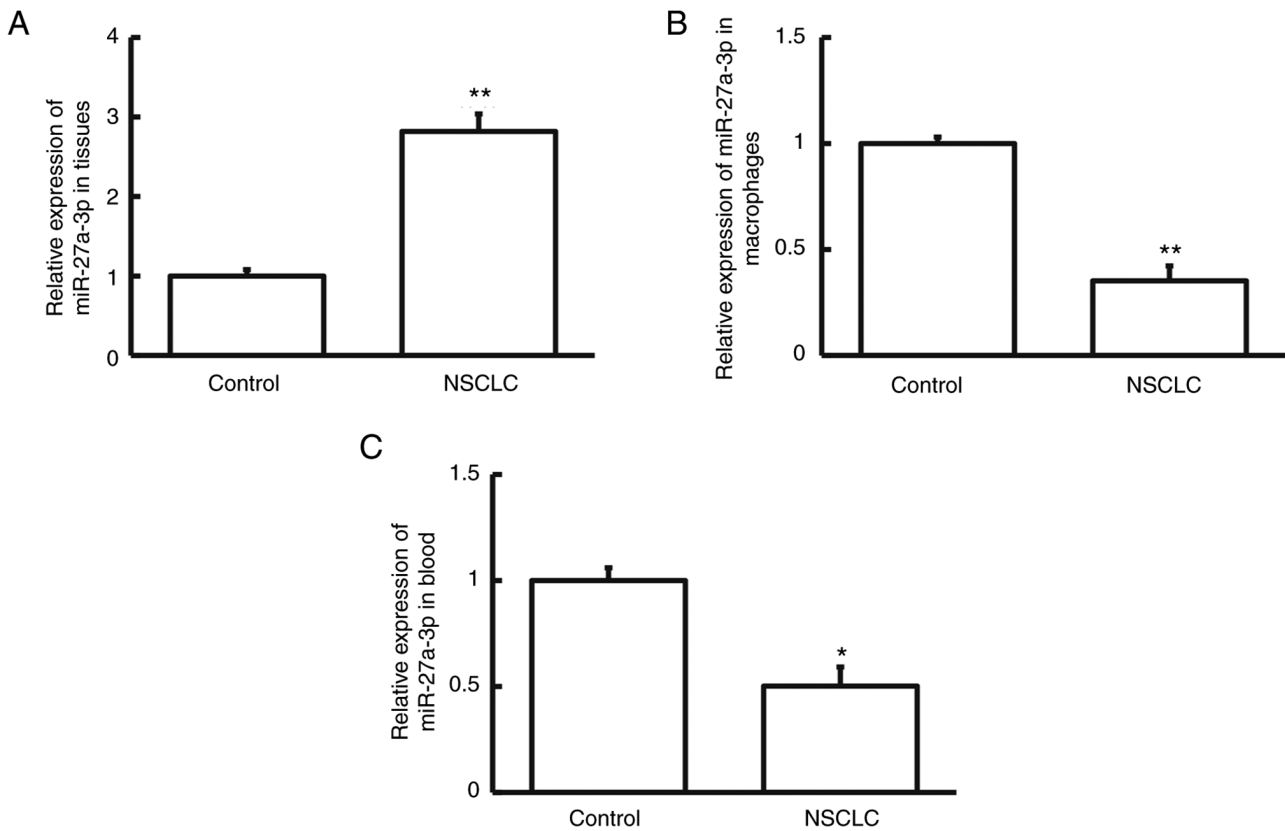 A
Relative expression of
miR-27a-3p in tissues
4
3
2
1
0
**
Control
NSCLC
B
Relative expression of miR-27a-3p in
macrophages
1.5
1
0.5
0
**
Control
NSCLC
C
Relative expression of
miR-27a-3p in blood
1.5
1
0.5
0
*
Control
NSCLC